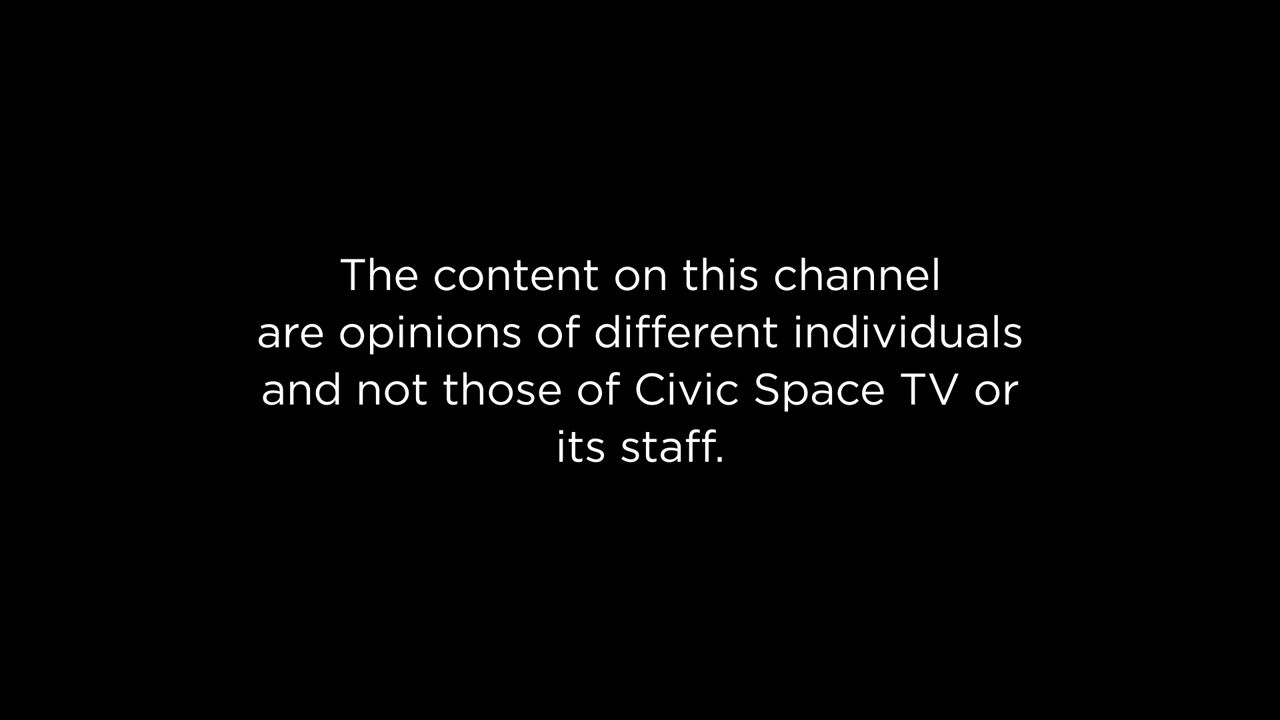 The content on this channel
are opinions of different individuals
and not those of Civic Space TV or
its staff.